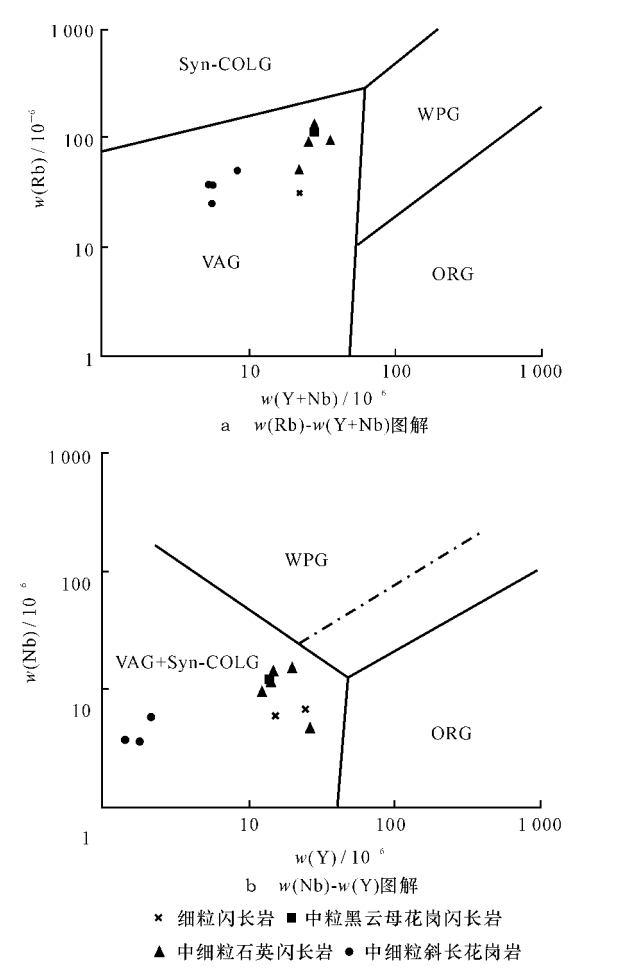 1 000
Syn-COLG
WPG
w(Rb) / 10⁻⁶
100
10
VAG
ORG
1
10
100
1 000
w(Y+Nb) / 10 ⁶
a w(Rb)-w(Y+Nb)图解
1 000
WPG
w(Nb) / 10 ⁶
100
VAG+Syn-COLG
10
ORG
1
10
100
1 000
w(Y) / 10 ⁶
b w(Nb)-w(Y)图解
细粒闪长岩 中粒黑云母花岗闪长岩
中细粒石英闪长岩 中细粒斜长花岗岩